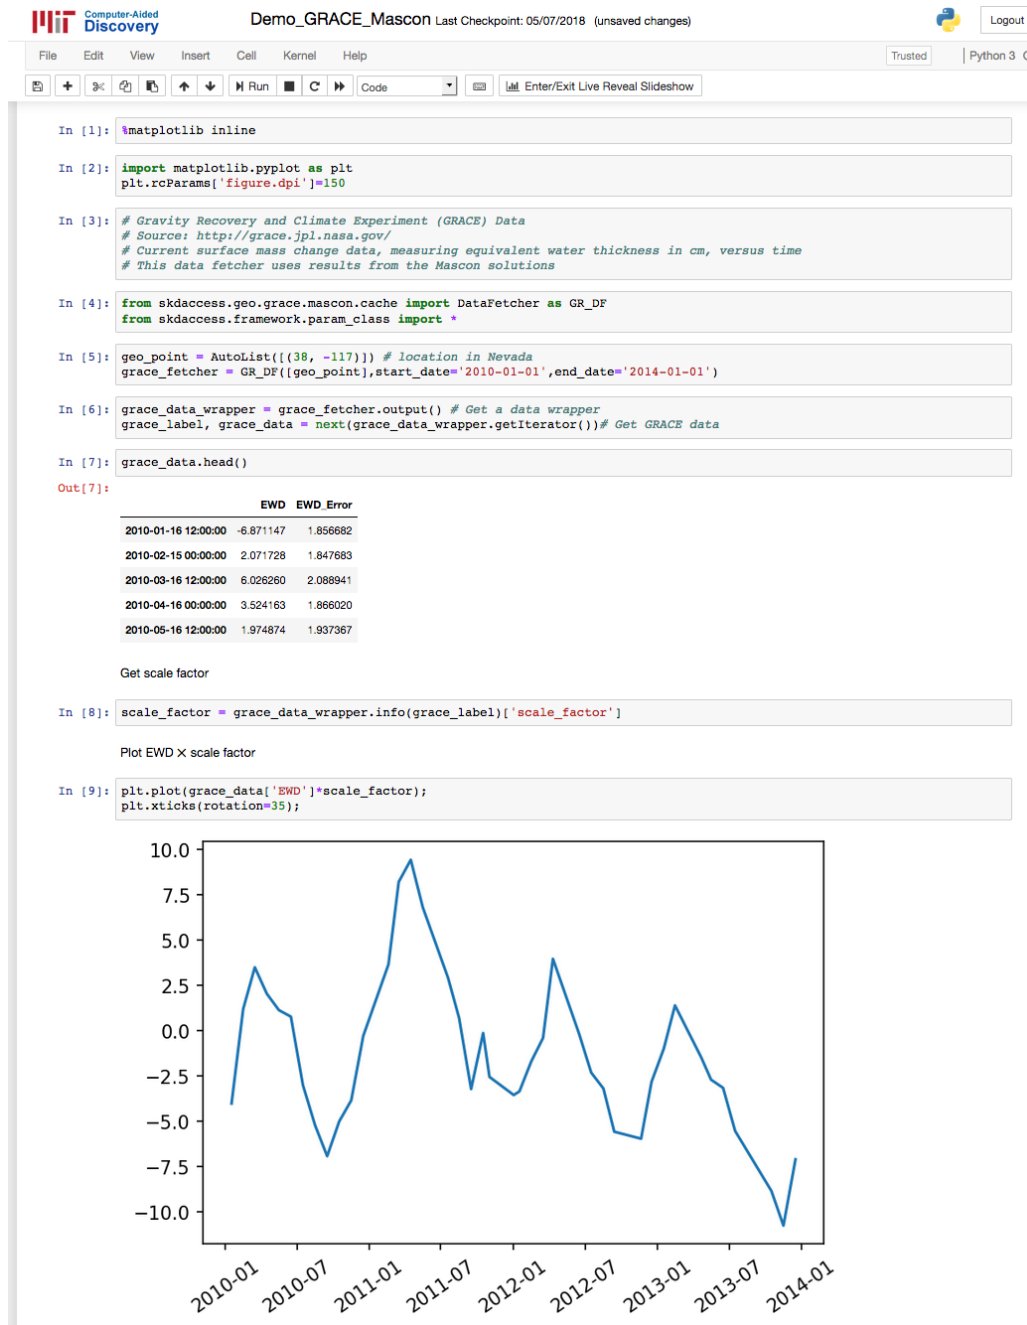 MIT Computer-Aided Discovery
Demo_GRACE_Mascon Last Checkpoint: 05/07/2018 (unsaved changes)
Logout
File Edit View Insert Cell Kernel Help
Trusted
Python 3
Run
Code
Enter/Exit Live Reveal Slideshow
In [1]: %matplotlib inline
In [2]: import matplotlib.pyplot as plt
plt.rcParams['figure.dpi']=150
In [3]: # Gravity Recovery and Climate Experiment (GRACE) Data
# Source: http://grace.jpl.nasa.gov/
# Current surface mass change data, measuring equivalent water thickness in cm, versus time
# This data fetcher uses results from the Mascon solutions
In [4]: from skdaccess.geo.grace.mascon.cache import DataFetcher as GR_DF
from skdaccess.framework.param_class import *
In [5]: geo_point = AutoList([(38, -117)]) # location in Nevada
grace_fetcher = GR_DF([geo_point],start_date='2010-01-01',end_date='2014-01-01')
In [6]: grace_data_wrapper = grace_fetcher.output() # Get a data wrapper
grace_label, grace_data = next(grace_data_wrapper.getIterator())# Get GRACE data
In [7]: grace_data.head()
Out[7]:
EWD EWD_Error
2010-01-16 12:00:00 -6.871147 1.856682
2010-02-15 00:00:00 2.071728 1.847683
2010-03-16 12:00:00 6.026260 2.088941
2010-04-16 00:00:00 3.524163 1.866020
2010-05-16 12:00:00 1.974874 1.937367
Get scale factor
In [8]: scale_factor = grace_data_wrapper.info(grace_label)['scale_factor']
Plot EWD × scale factor
In [9]: plt.plot(grace_data['EWD']*scale_factor);
plt.xticks(rotation=35);
10.0
7.5
5.0
2.5
0.0
−2.5
−5.0
−7.5
−10.0
2010-01 2010-07 2011-01 2011-07 2012-01 2012-07 2013-01 2013-07 2014-01